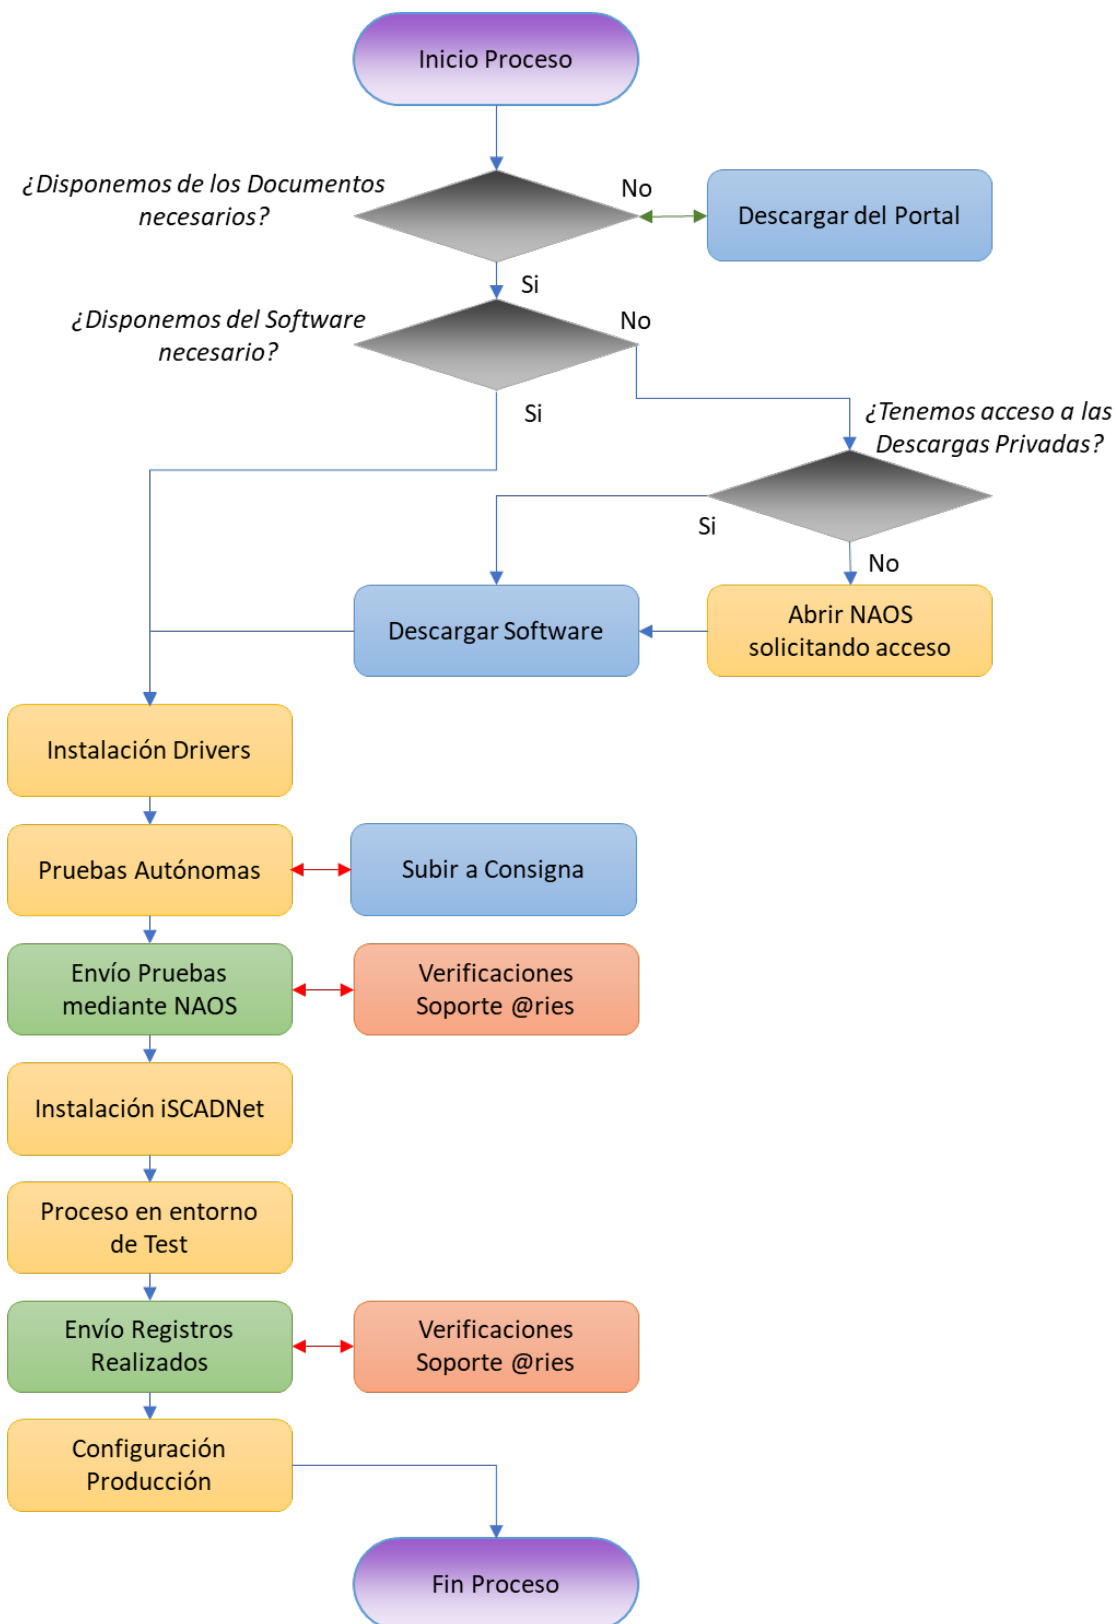 Inicio Proceso
¿Disponemos de los Documentos
necesarios?
No
Descargar del Portal
Si
¿Disponemos del Software
necesario?
No
Si
¿Tenemos acceso a las
Descargas Privadas?
Si
No
Descargar Software
Abrir NAOS
solicitando acceso
Instalación Drivers
Pruebas Autónomas
Subir a Consigna
Envío Pruebas
mediante NAOS
Verificaciones
Soporte @ries
Instalación iSCADNet
Proceso en entorno
de Test
Envío Registros
Realizados
Verificaciones
Soporte @ries
Configuración
Producción
Fin Proceso